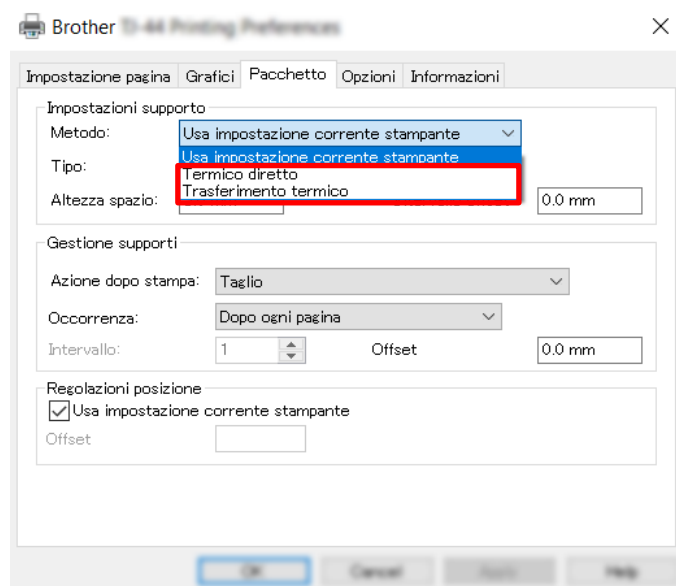 Brother
Impostazione pagina Grafici Pacchetto Opzioni Informazioni
Impostazioni supporto
Metodo: Usa impostazione corrente stampante
Usa impostazione corrente stampante
Tipo: Termico diretto
Trasferimento termico
Altezza spazio: 0.0 mm
Gestione supporti
Azione dopo stampa: Taglio
Occorrenza: Dopo ogni pagina
Intervallo: 1 Offset 0.0 mm
Regolazioni posizione
Usa impostazione corrente stampante
Offset